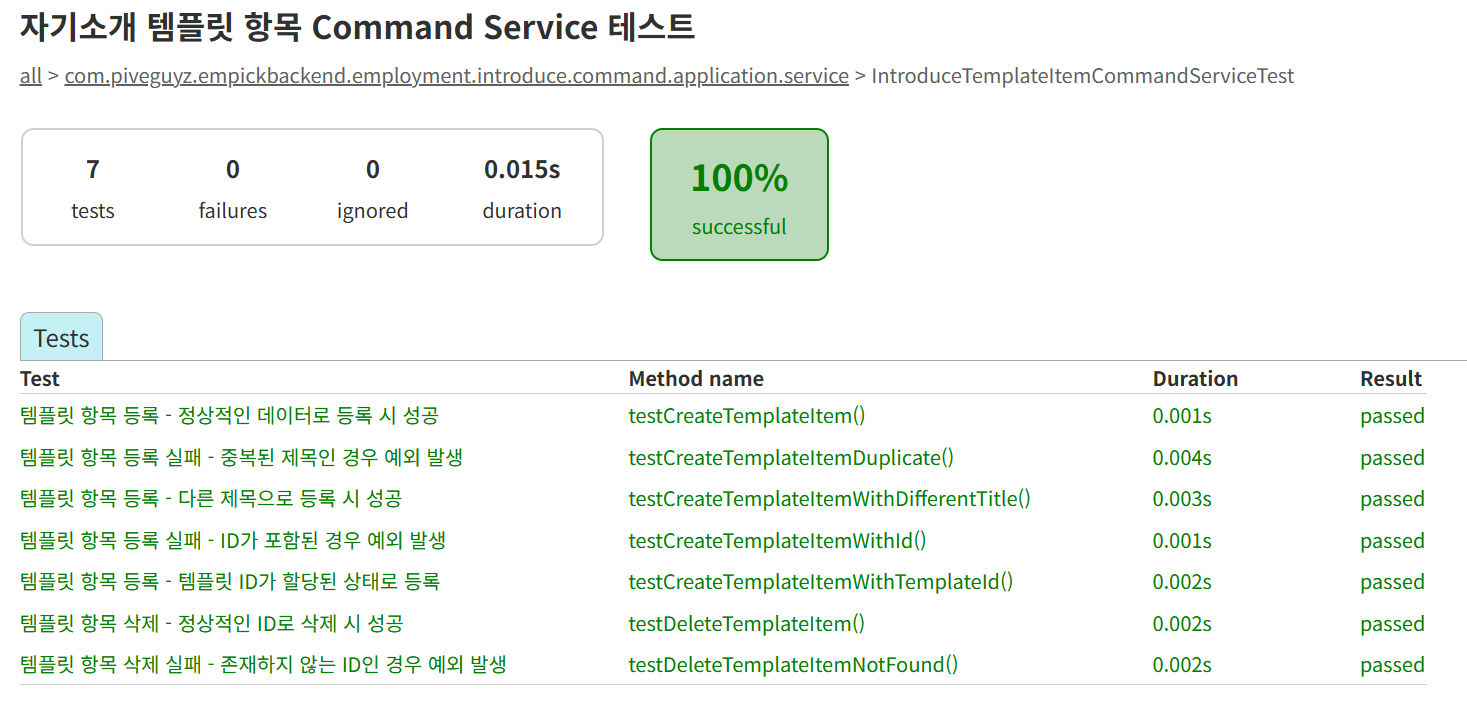 자기소개 템플릿 항목 Command Service 테스트
all > com.piveguyz.empickbackend.employment.introduce.command.application.service > IntroduceTemplateItemCommandServiceTest
7 0 0 0.015s
tests failures ignored duration
100%
successful
Tests
Test Method name Duration Result
템플릿 항목 등록 - 정상적인 데이터로 등록 시 성공 testCreateTemplateItem() 0.001s passed
템플릿 항목 등록 실패 - 중복된 제목인 경우 예외 발생 testCreateTemplateItemDuplicate() 0.004s passed
템플릿 항목 등록 - 다른 제목으로 등록 시 성공 testCreateTemplateItemWithDifferentTitle() 0.003s passed
템플릿 항목 등록 실패 - ID가 포함된 경우 예외 발생 testCreateTemplateItemWithId() 0.001s passed
템플릿 항목 등록 - 템플릿 ID가 할당된 상태로 등록 testCreateTemplateItemWithTemplateId() 0.002s passed
템플릿 항목 삭제 - 정상적인 ID로 삭제 시 성공 testDeleteTemplateItem() 0.002s passed
템플릿 항목 삭제 실패 - 존재하지 않는 ID인 경우 예외 발생 testDeleteTemplateItemNotFound() 0.002s passed